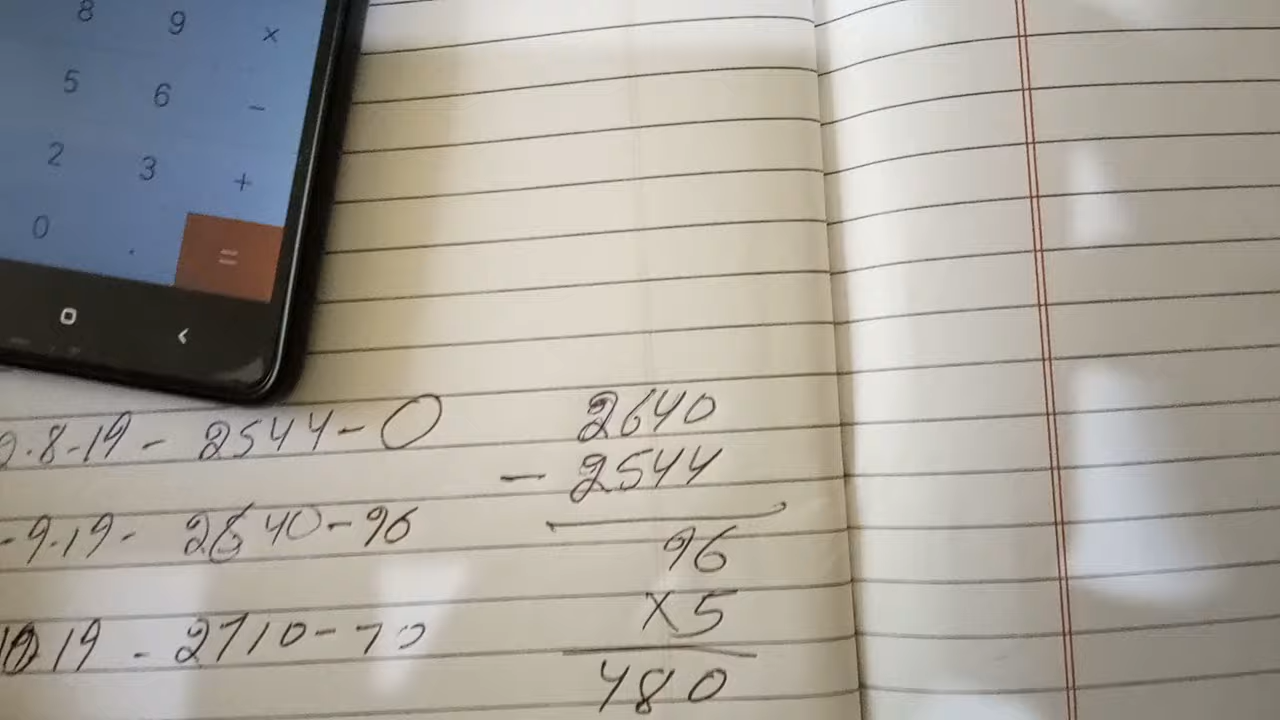 8 9 ×
5 6 −
2 3 +
0 . =
.8-19 - 2544-0
-9.19- 2640-96
19 - 2710-70
2640
- 2544
96
X5
480